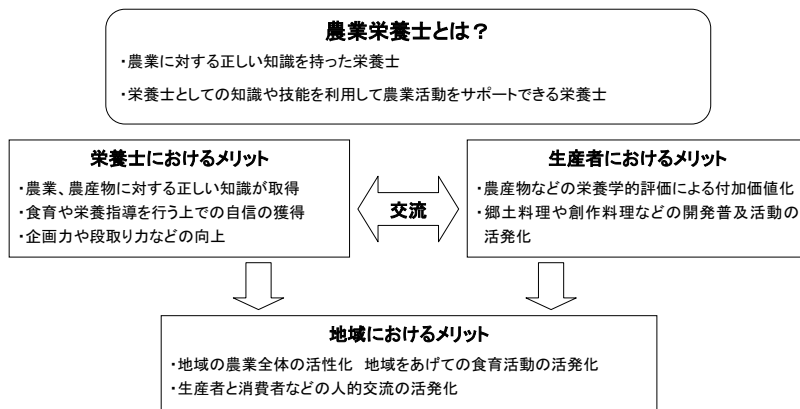 農業栄養士とは？
・農業に対する正しい知識を持った栄養士
・栄養士としての知識や技能を利用して農業活動をサポートできる栄養士
栄養士におけるメリット
・農業、農産物に対する正しい知識が取得
・食育や栄養指導を行う上での自信の獲得
・企画力や段取り力などの向上
交流
生産者におけるメリット
・農産物などの栄養学的評価による付加価値化
・郷土料理や創作料理などの開発普及活動の
活発化
地域におけるメリット
・地域の農業全体の活性化　地域をあげての食育活動の活発化
・生産者と消費者などの人的交流の活発化